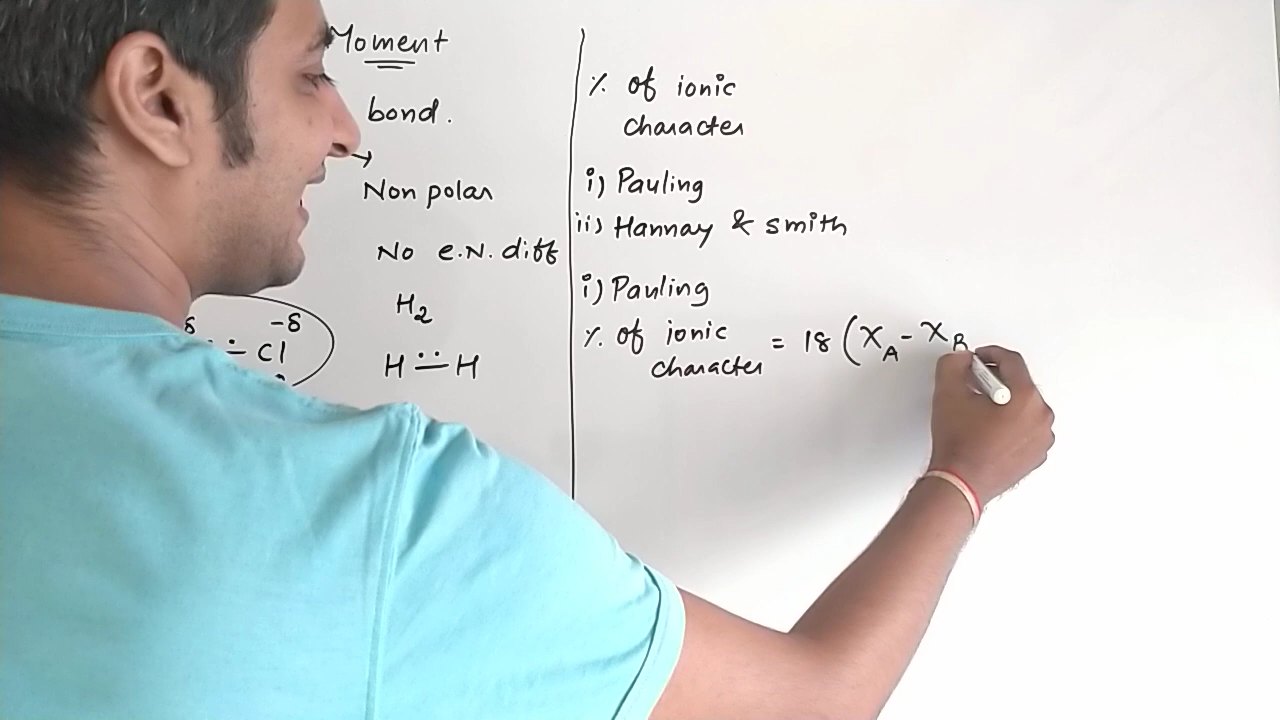 Moment
bond.
→
Non polar
No e.N. diff
H₂
H ∸ H
δ -δ
Cl
% of ionic
character
i) Pauling
ii) Hannay & smith
i) Pauling
% of ionic
character = 18 (X_A - X_B